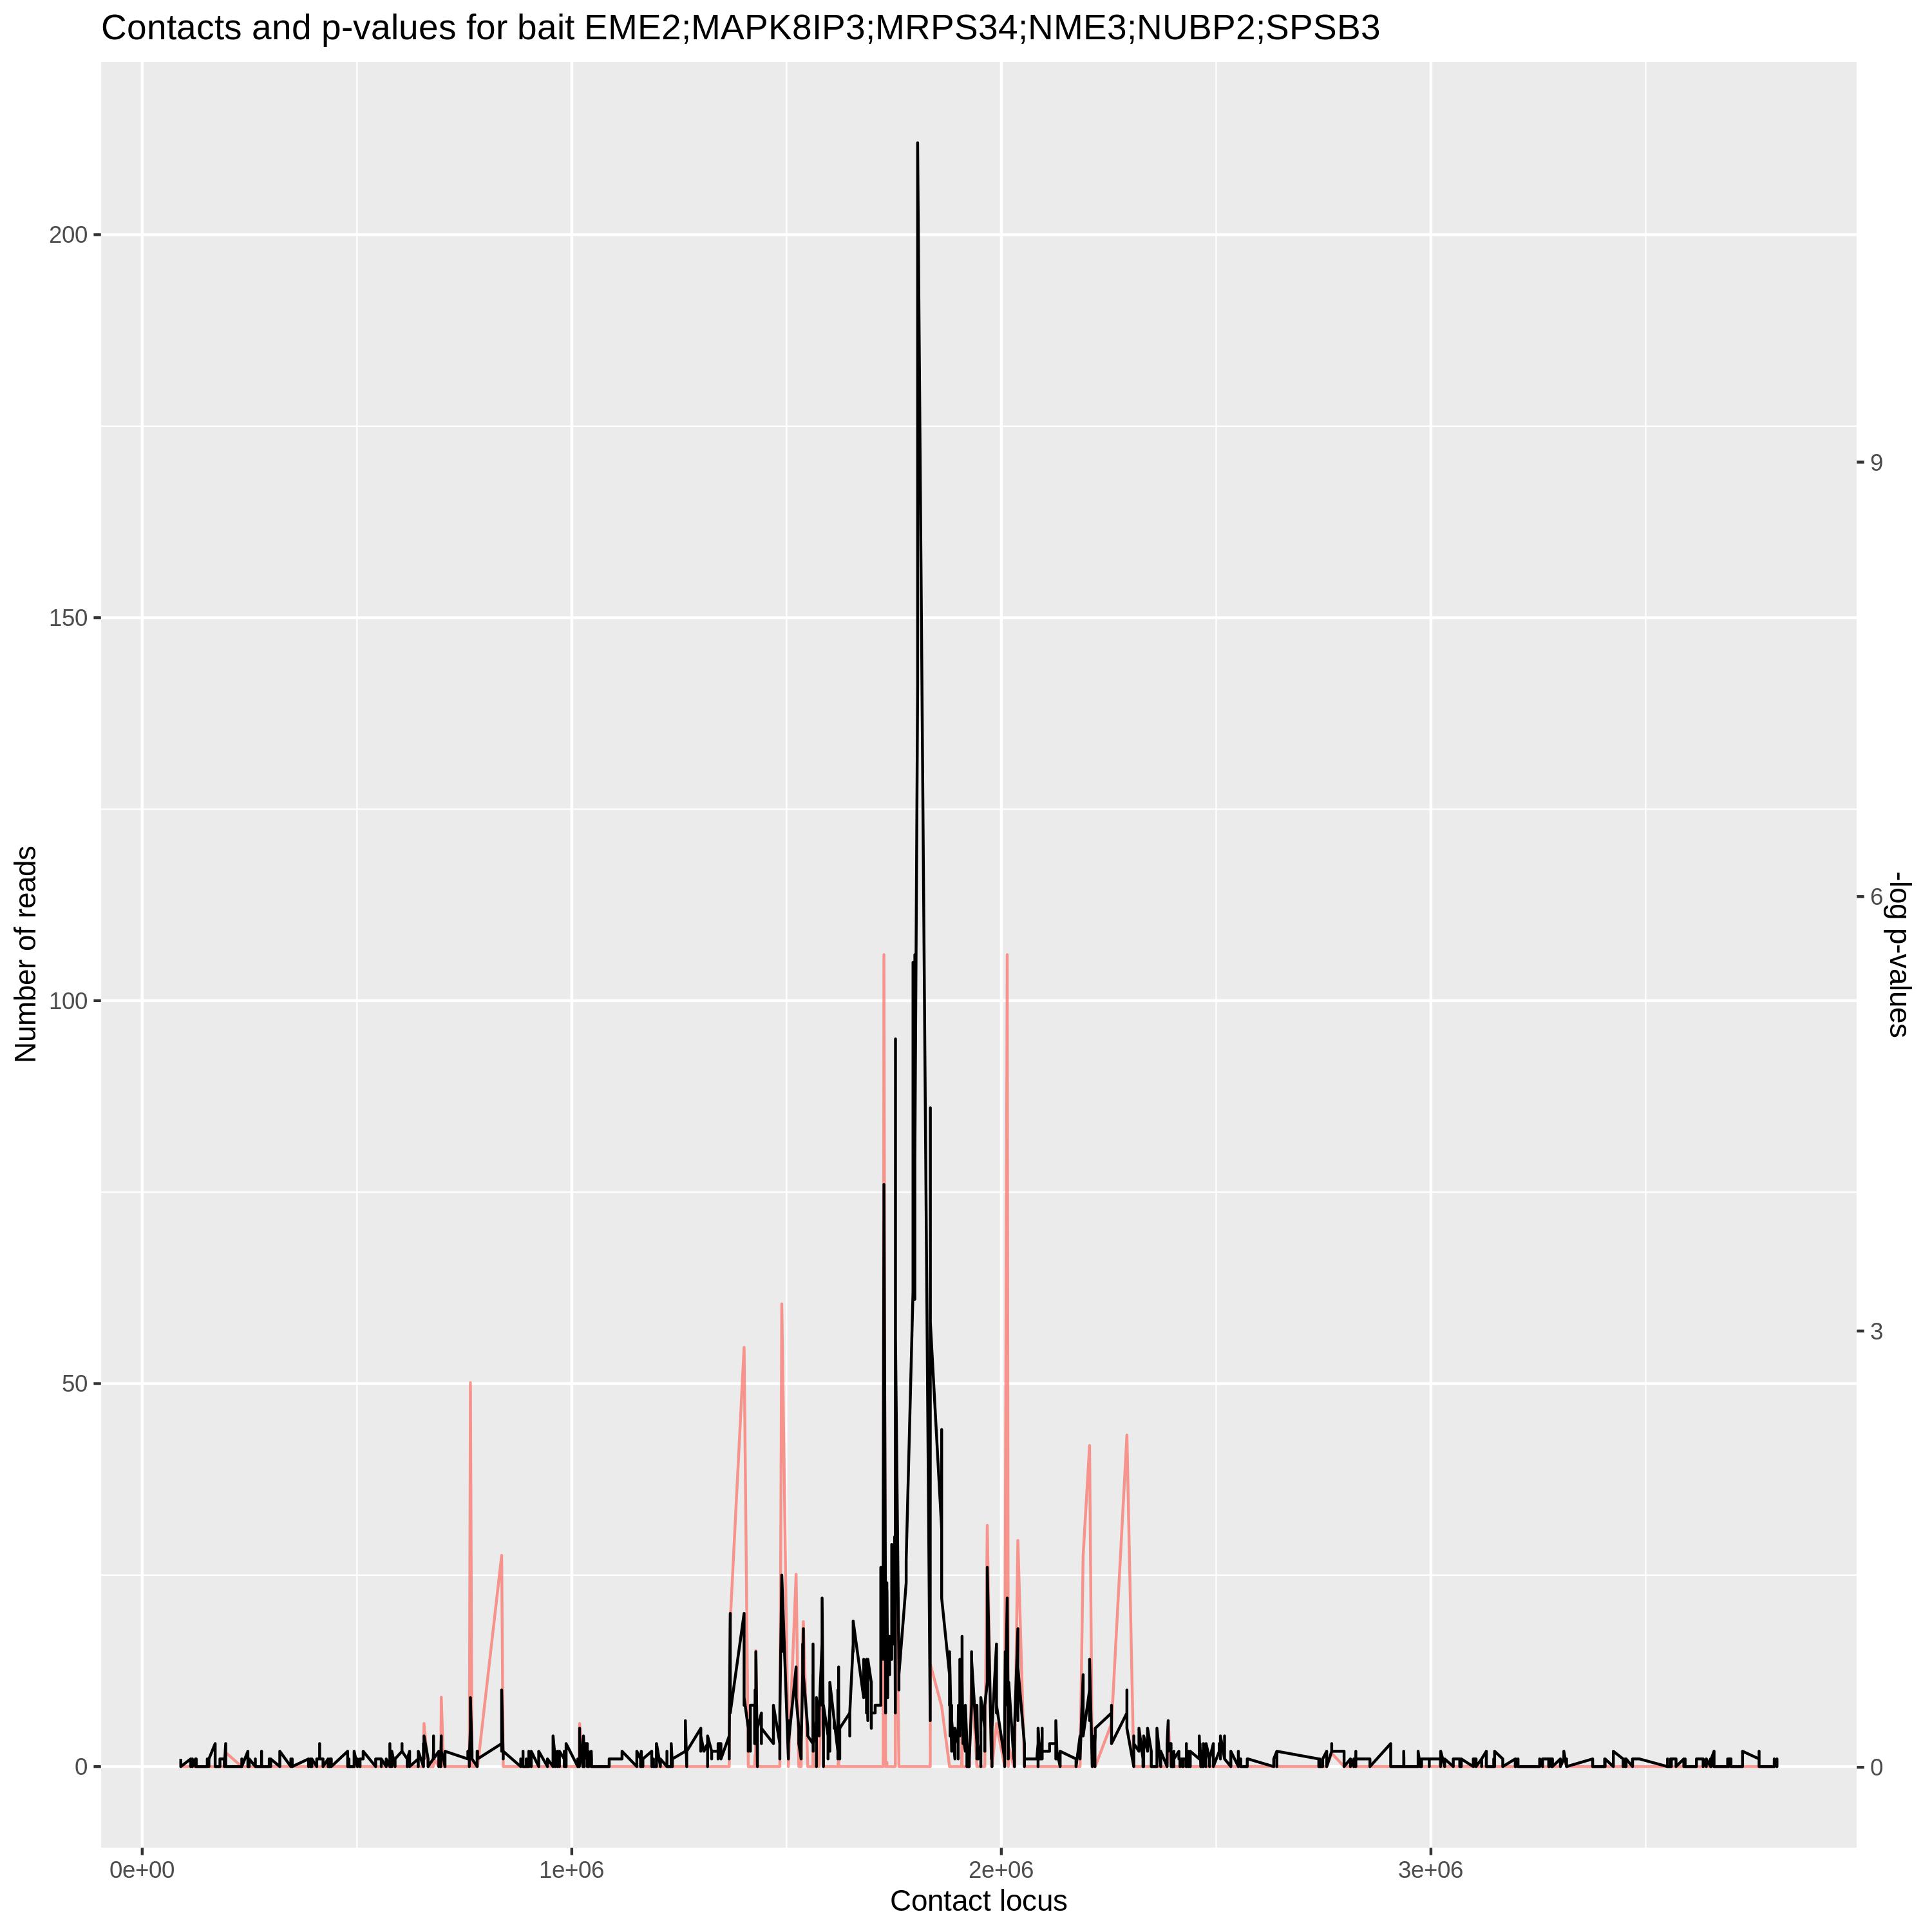 Contacts and p-values for bait EME2;MAPK8IP3;MRPS34;NME3;NUBP2;SPSB3
200
150
100
50
0
Number of reads
9
6
3
0
-log p-values
0e+00
1e+06
2e+06
3e+06
Contact locus